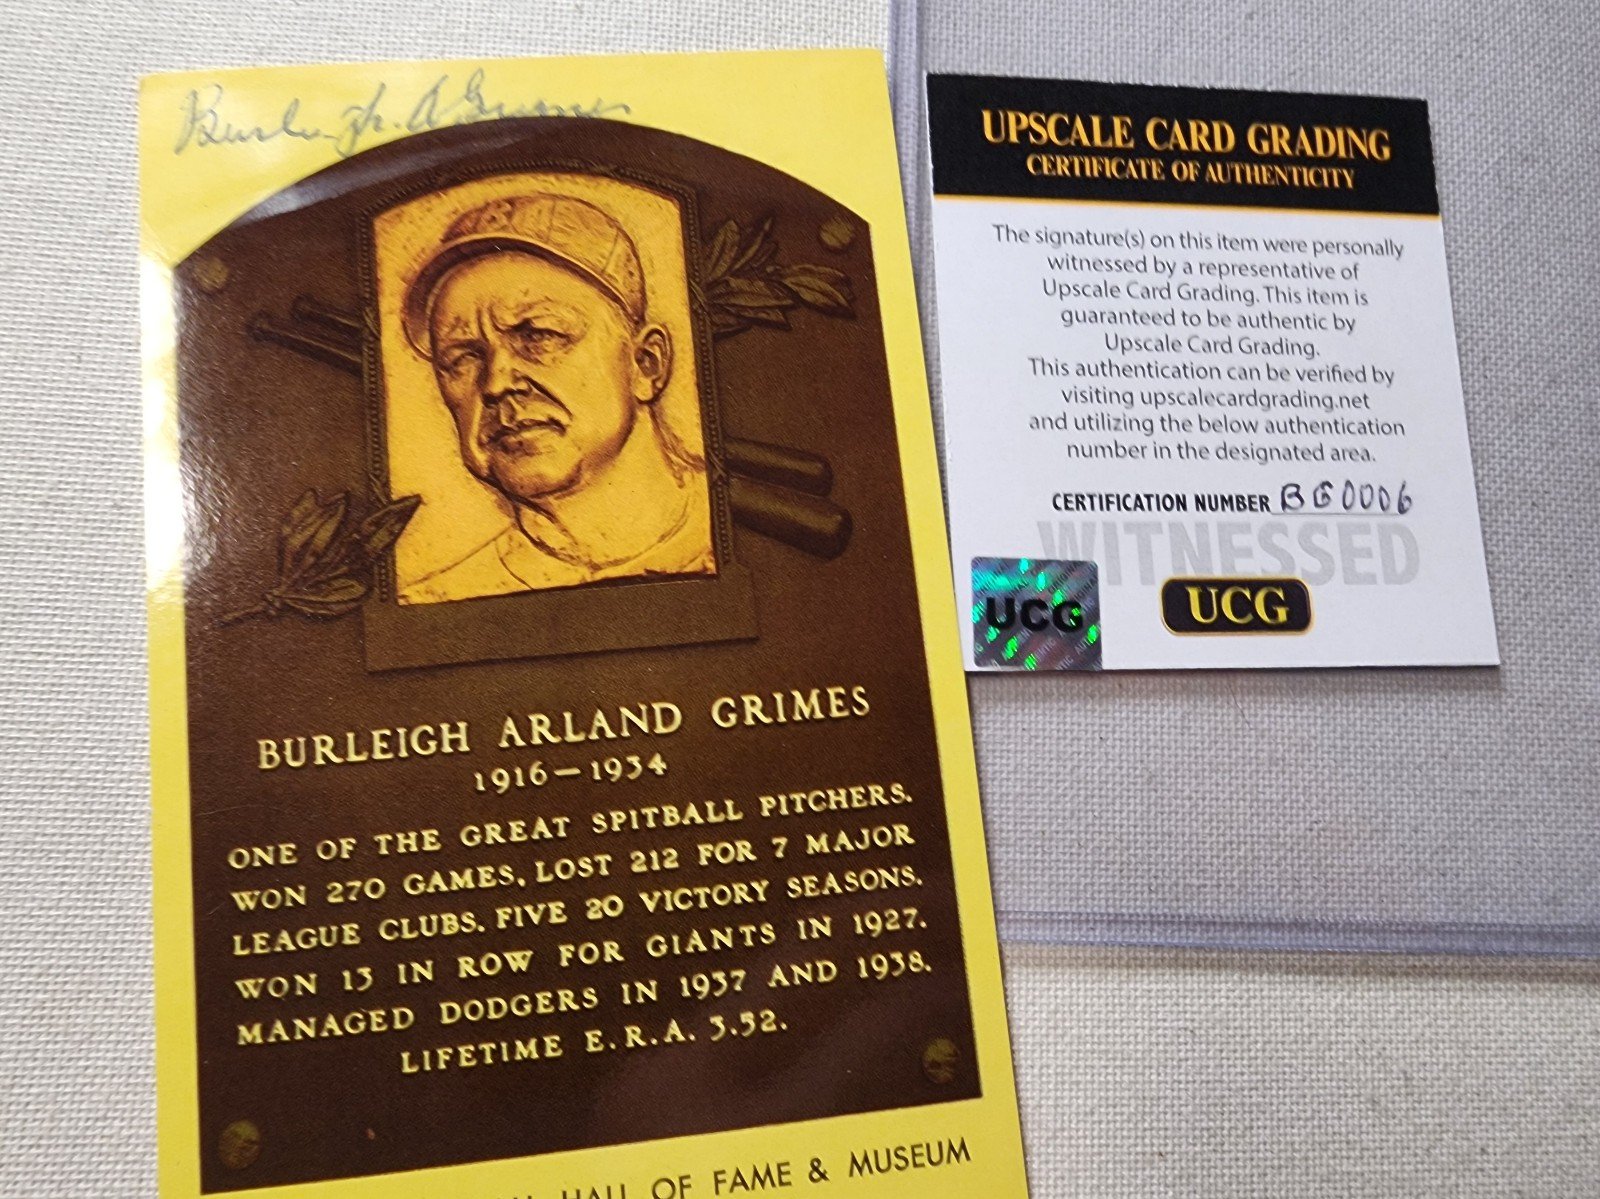 Burleigh A Grimes
BURLEIGH ARLAND GRIMES
1916–1934
ONE OF THE GREAT SPITBALL PITCHERS.
WON 270 GAMES, LOST 212 FOR 7 MAJOR
LEAGUE CLUBS. FIVE 20 VICTORY SEASONS.
WON 13 IN ROW FOR GIANTS IN 1927.
MANAGED DODGERS IN 1937 AND 1938.
LIFETIME E.R.A. 3.52.
HALL OF FAME & MUSEUM
UPSCALE CARD GRADING
CERTIFICATE OF AUTHENTICITY
The signature(s) on this item were personally
witnessed by a representative of
Upscale Card Grading. This item is
guaranteed to be authentic by
Upscale Card Grading.
This authentication can be verified by
visiting upscalecardgrading.net
and utilizing the below authentication
number in the designated area.
CERTIFICATION NUMBER BG0006
WITNESSED
UCG
UCG